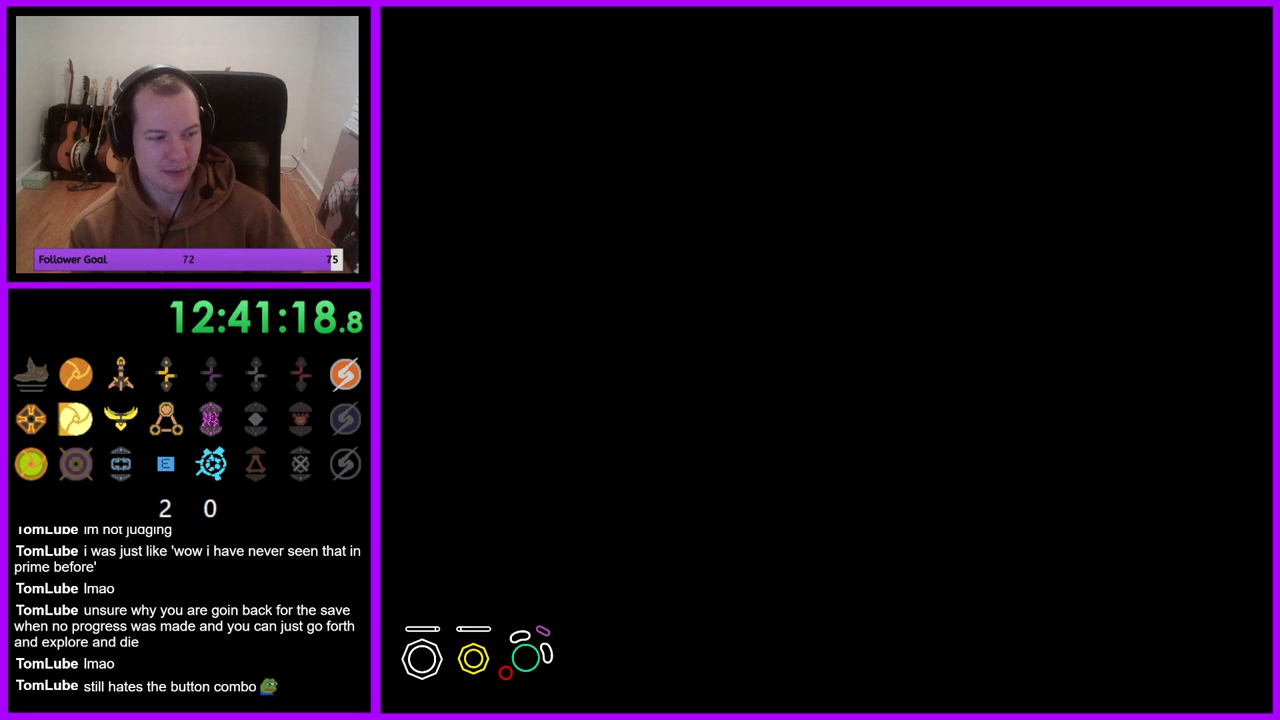 Follower Goal 72 75
12:41:18.8
2 0
TomLube im not judging
TomLube i was just like 'wow i have never seen that in
prime before'
TomLube lmao
TomLube unsure why you are goin back for the save
when no progress was made and you can just go forth
and explore and die
TomLube lmao
TomLube still hates the button combo